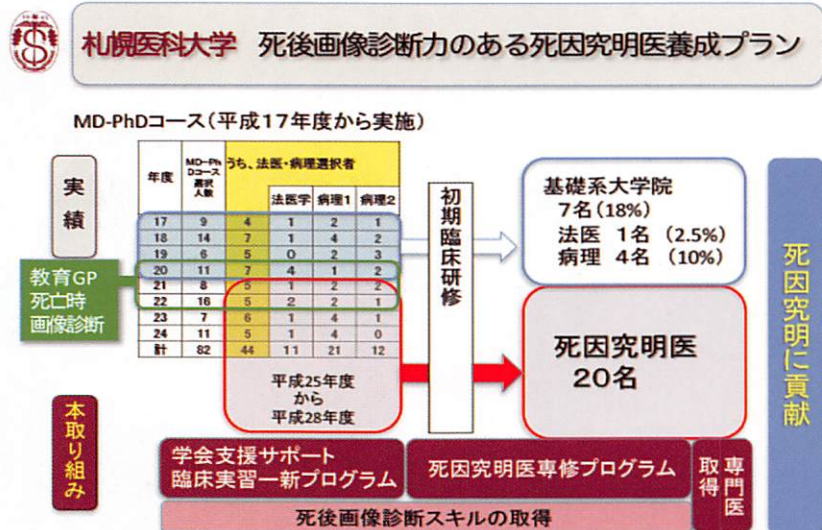 札幌医科大学 死後画像診断力のある死因究明医養成プラン
MD-PhDコース(平成17年度から実施)
実績
年度 MD-PhDコース選択人数 うち、法医・病理選択者
法医学 病理1 病理2
17 9 4 1 2 1
18 14 7 1 4 2
19 6 5 0 2 3
20 11 7 4 1 2
21 8 5 1 2 2
22 16 5 2 2 1
23 7 6 1 4 1
24 11 5 1 4 0
計 82 44 11 21 12
教育GP
死亡時
画像診断
平成25年度
から
平成28年度
初期臨床研修
基礎系大学院
7名(18%)
法医 1名 (2.5%)
病理 4名 (10%)
死因究明医
20名
死因究明に貢献
本取り組み
学会支援サポート
臨床実習一新プログラム
死因究明医専修プログラム
専門医
取得
死後画像診断スキルの取得